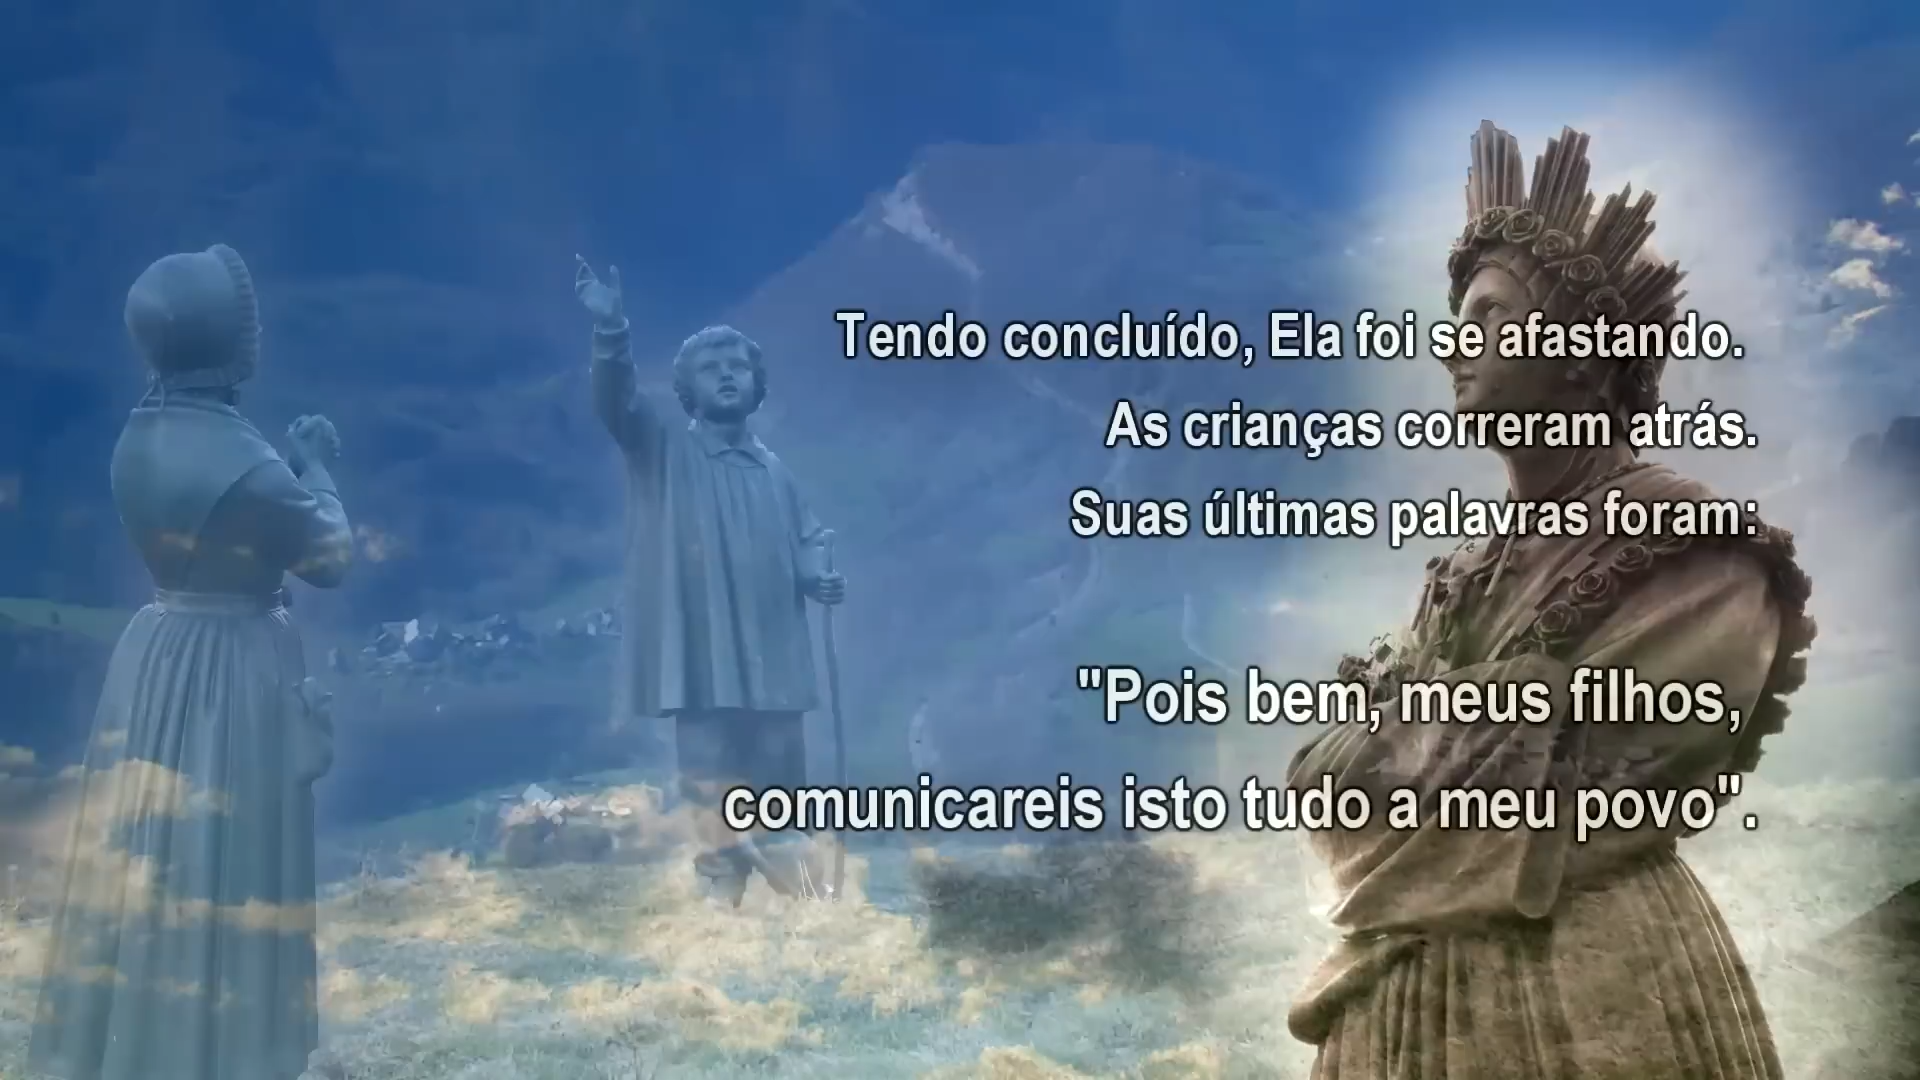 Tendo concluído, Ela foi se afastando.
As crianças correram atrás.
Suas últimas palavras foram:
"Pois bem, meus filhos,
comunicareis isto tudo a meu povo".